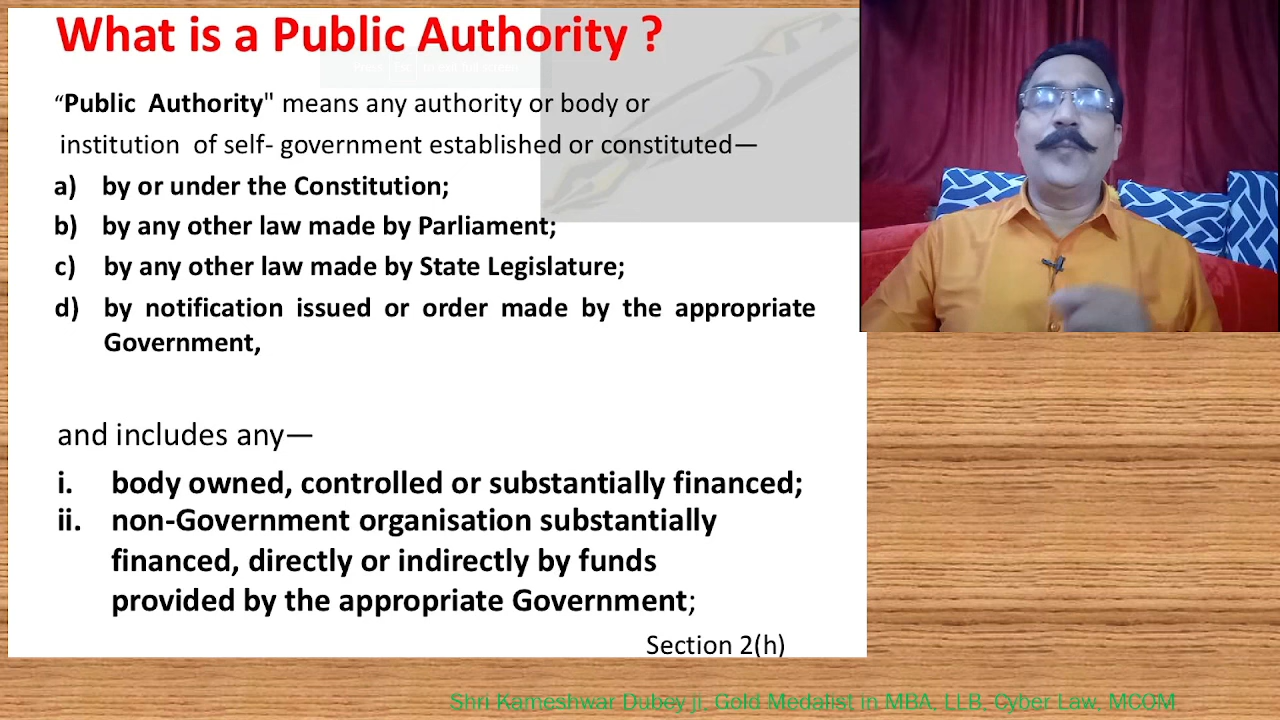 What is a Public Authority ?
“Public Authority" means any authority or body or
institution of self- government established or constituted—
a) by or under the Constitution;
b) by any other law made by Parliament;
c) by any other law made by State Legislature;
d) by notification issued or order made by the appropriate
Government,
and includes any—
i. body owned, controlled or substantially financed;
ii. non-Government organisation substantially
financed, directly or indirectly by funds
provided by the appropriate Government;
Section 2(h)
Shri Kameshwar Dubey ji, Gold Medalist in MBA, LLB, Cyber Law, MCOM